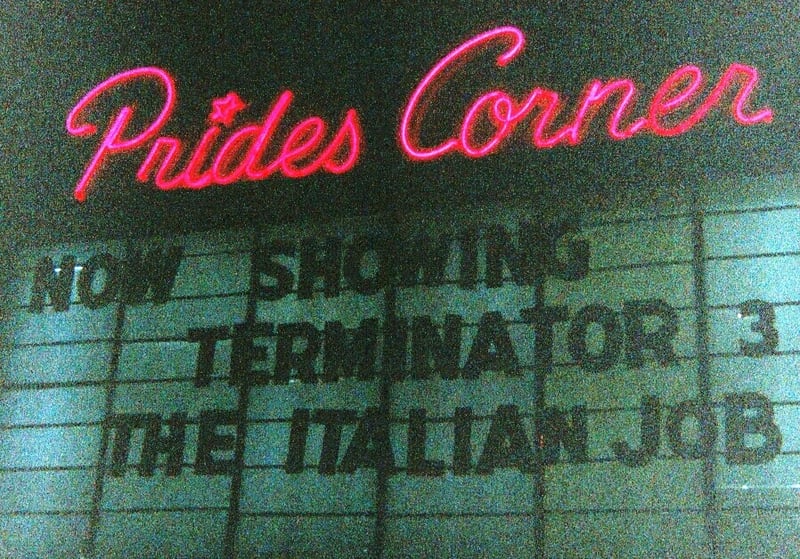 Prides Corner
NOW SHOWING
TERMINATOR 3
THE ITALIAN JOB